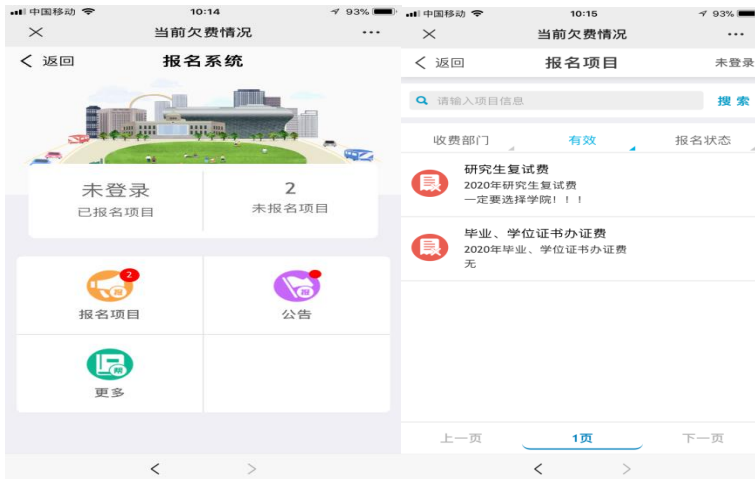 中国移动 10:14 93%
当前欠费情况
返回 报名系统
未登录 2
已报名项目 未报名项目
2
报名项目 公告
更多
中国移动 10:15 93%
当前欠费情况
返回 报名项目 未登录
请输入项目信息 搜索
收费部门 有效 报名状态
研究生复试费
2020年研究生复试费
一定要选择学院！！！
毕业、学位证书办证费
2020年毕业、学位证书办证费
无
上一页 1页 下一页